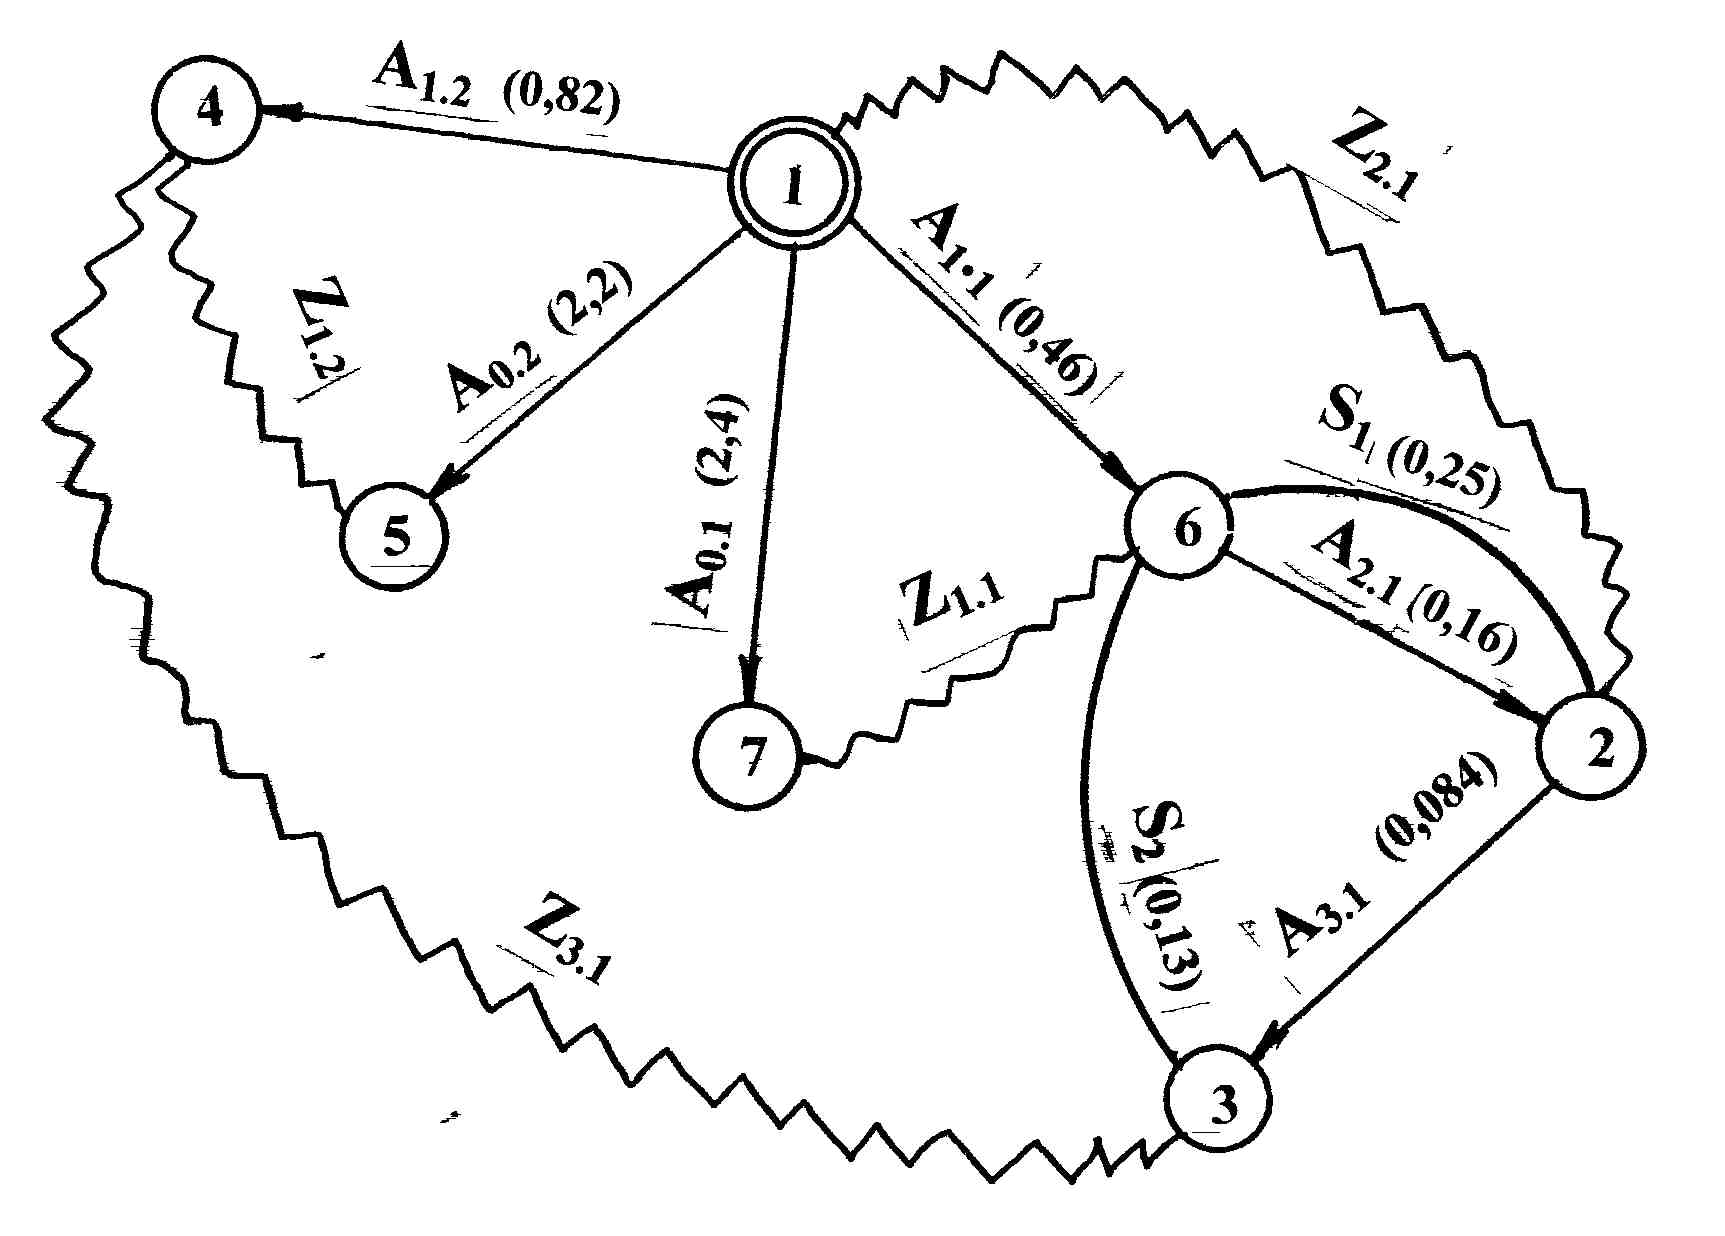 4
A1.2 (0,82)
1
Z2.1
A1.1 (0,46)
Z1.2
A0.2 (2,2)
A0.1 (2,4)
S1 (0,25)
5
6
A2.1 (0,16)
Z1.1
7
2
S2 (0,13)
A3.1 (0,084)
Z3.1
3